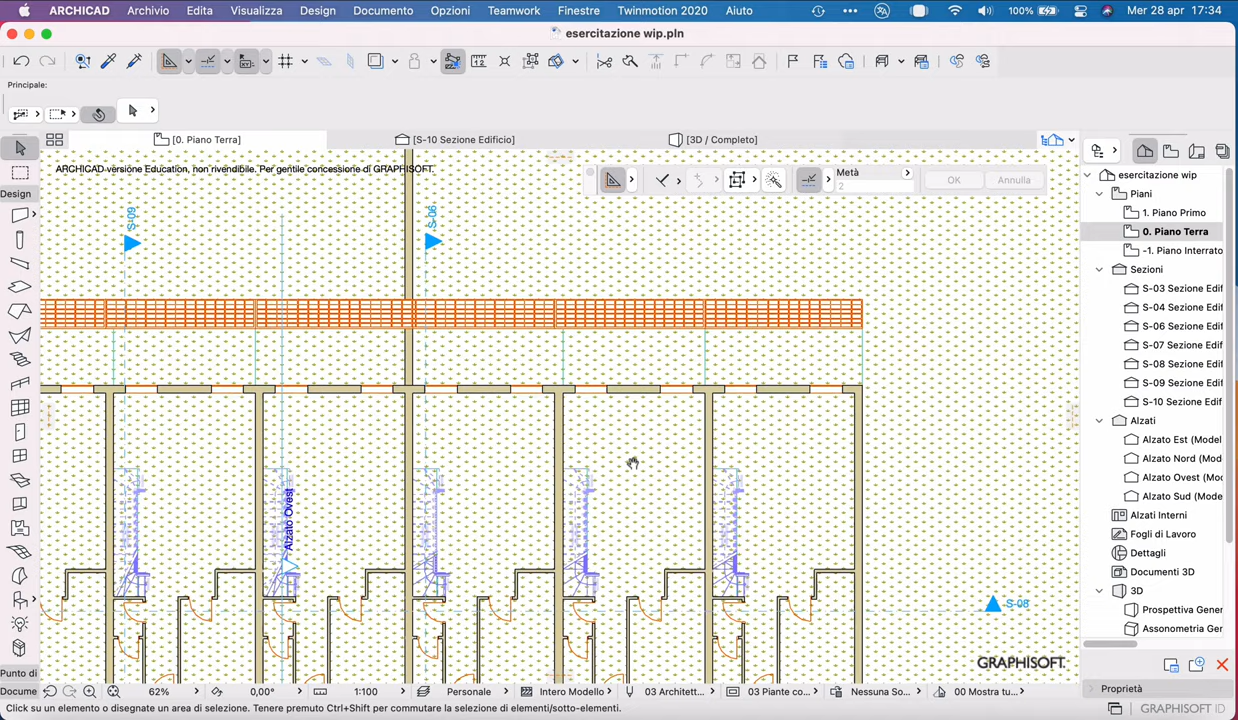 ARCHICAD Archivio Edita Visualizza Design Documento Opzioni Teamwork Finestre Twinmotion 2020 Aiuto 100% Mer 28 apr 17:34
esercitazione wip.pln
Principale:
[0. Piano Terra] [S-10 Sezione Edificio] [3D / Completo]
ARCHICAD versione Education, non rivendibile. Per gentile concessione di GRAPHISOFT.
Metà
2
OK Annulla
S-09
S-06
Alzato Ovest
S-08
GRAPHISOFT.
Design
Punto di
Docume
esercitazione wip
Piani
1. Piano Primo
0. Piano Terra
-1. Piano Interrato
Sezioni
S-03 Sezione Edif
S-04 Sezione Edif
S-06 Sezione Edif
S-07 Sezione Edif
S-08 Sezione Edif
S-09 Sezione Edif
S-10 Sezione Edif
Alzati
Alzato Est (Model
Alzato Nord (Mod
Alzato Ovest (Moc
Alzato Sud (Mode
Alzati Interni
Fogli di Lavoro
Dettagli
Documenti 3D
3D
Prospettiva Gener
Assonometria Ger
Proprietà
62% 0,00° 1:100 Personale Intero Modello 03 Architett... 03 Piante co... Nessuna So... 00 Mostra tu...
Click su un elemento o disegnate un area di selezione. Tenere premuto Ctrl+Shift per commutare la selezione di elementi/sotto-elementi.
GRAPHISOFT ID